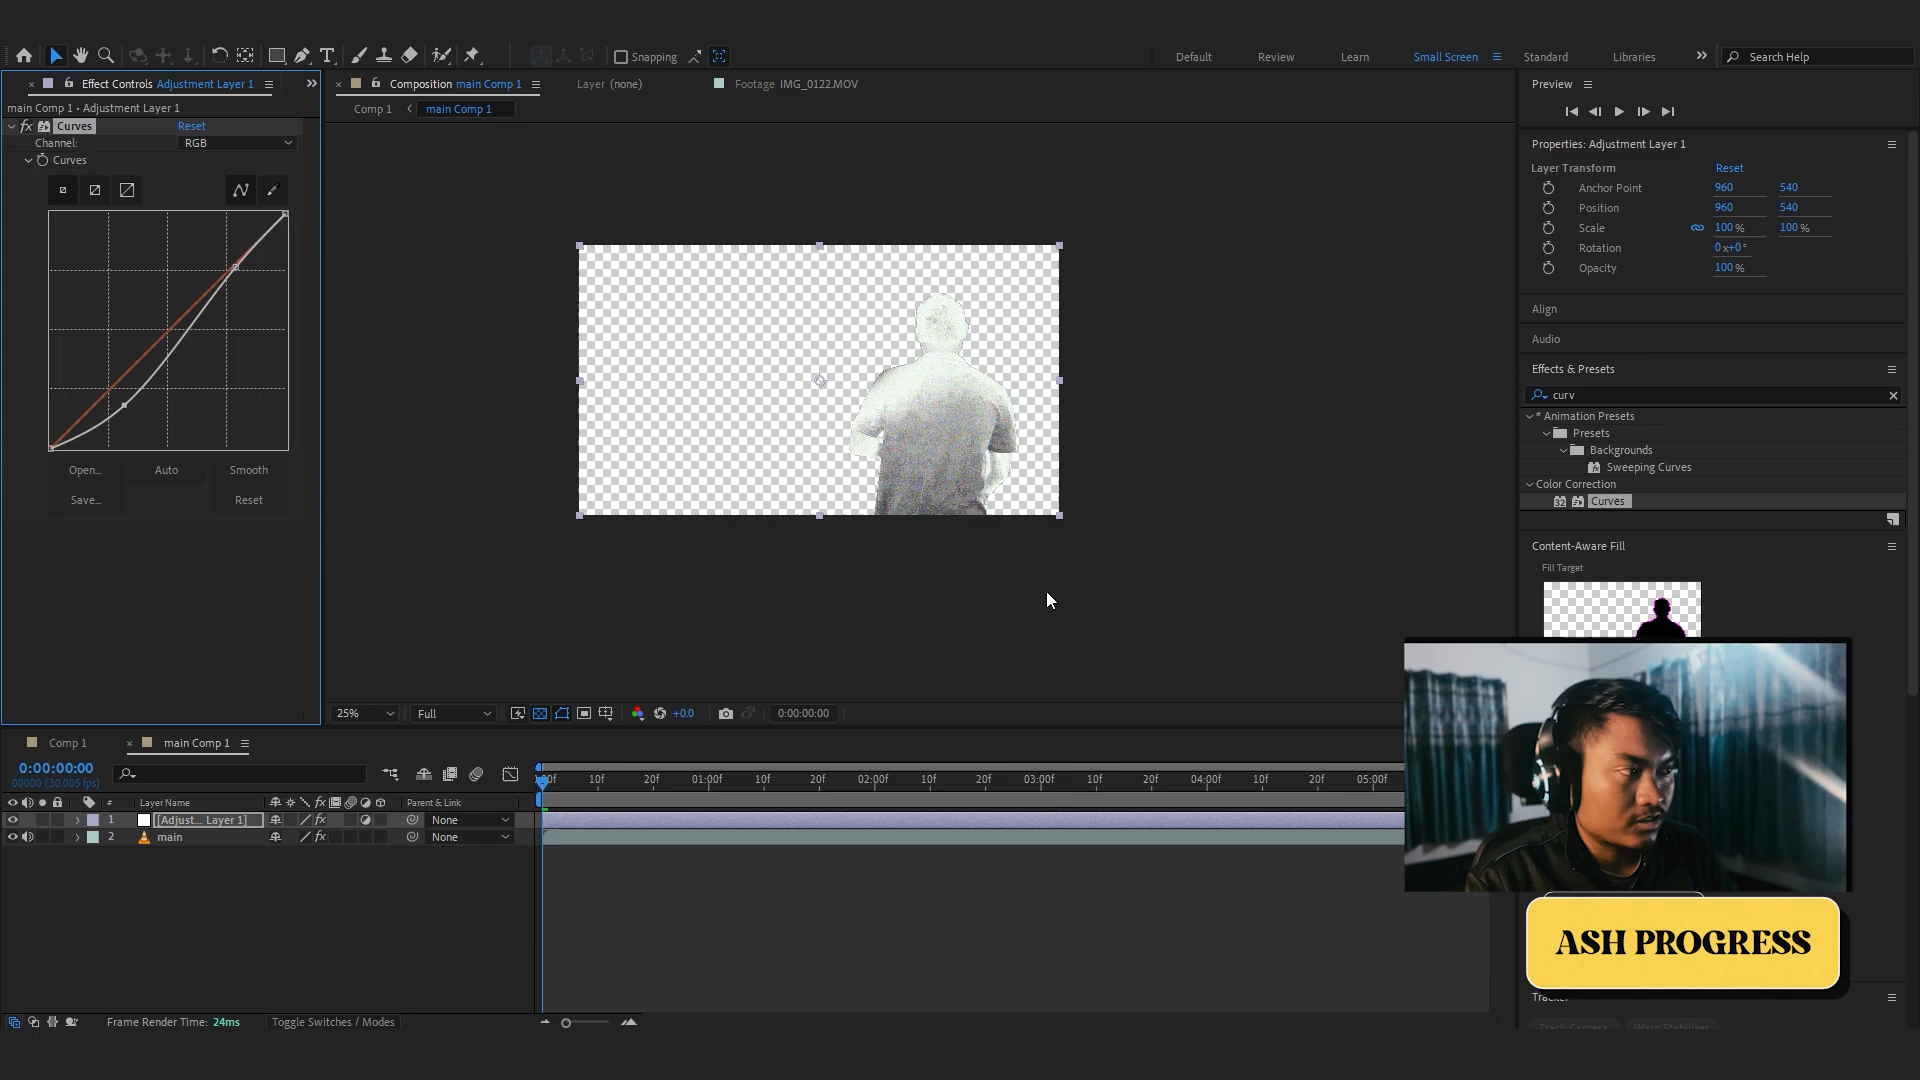 Snapping
Default
Review
Learn
Small Screen
Standard
Libraries
Search Help
Effect Controls Adjustment Layer 1
main Comp 1 • Adjustment Layer 1
fx Curves
Reset
Channel:
RGB
Curves
Open...
Auto
Smooth
Save...
Reset
Composition main Comp 1
Layer (none)
Footage IMG_0122.MOV
Comp 1
main Comp 1
25%
Full
+0.0
0:00:00:00
Preview
Properties: Adjustment Layer 1
Layer Transform
Reset
Anchor Point
960
540
Position
960
540
Scale
100 %
100 %
Rotation
0x+0°
Opacity
100 %
Align
Audio
Effects & Presets
curv
* Animation Presets
Presets
Backgrounds
Sweeping Curves
Color Correction
32
Curves
Content-Aware Fill
Fill Target
ASH PROGRESS
Comp 1
main Comp 1
0:00:00:00
00000 (30.005 fps)
10f
20f
01:00f
10f
20f
02:00f
10f
20f
03:00f
10f
20f
04:00f
10f
20f
05:00f
#
Layer Name
fx
Parent & Link
1
[Adjust... Layer 1]
fx
None
2
main
fx
None
Frame Render Time: 24ms
Toggle Switches / Modes